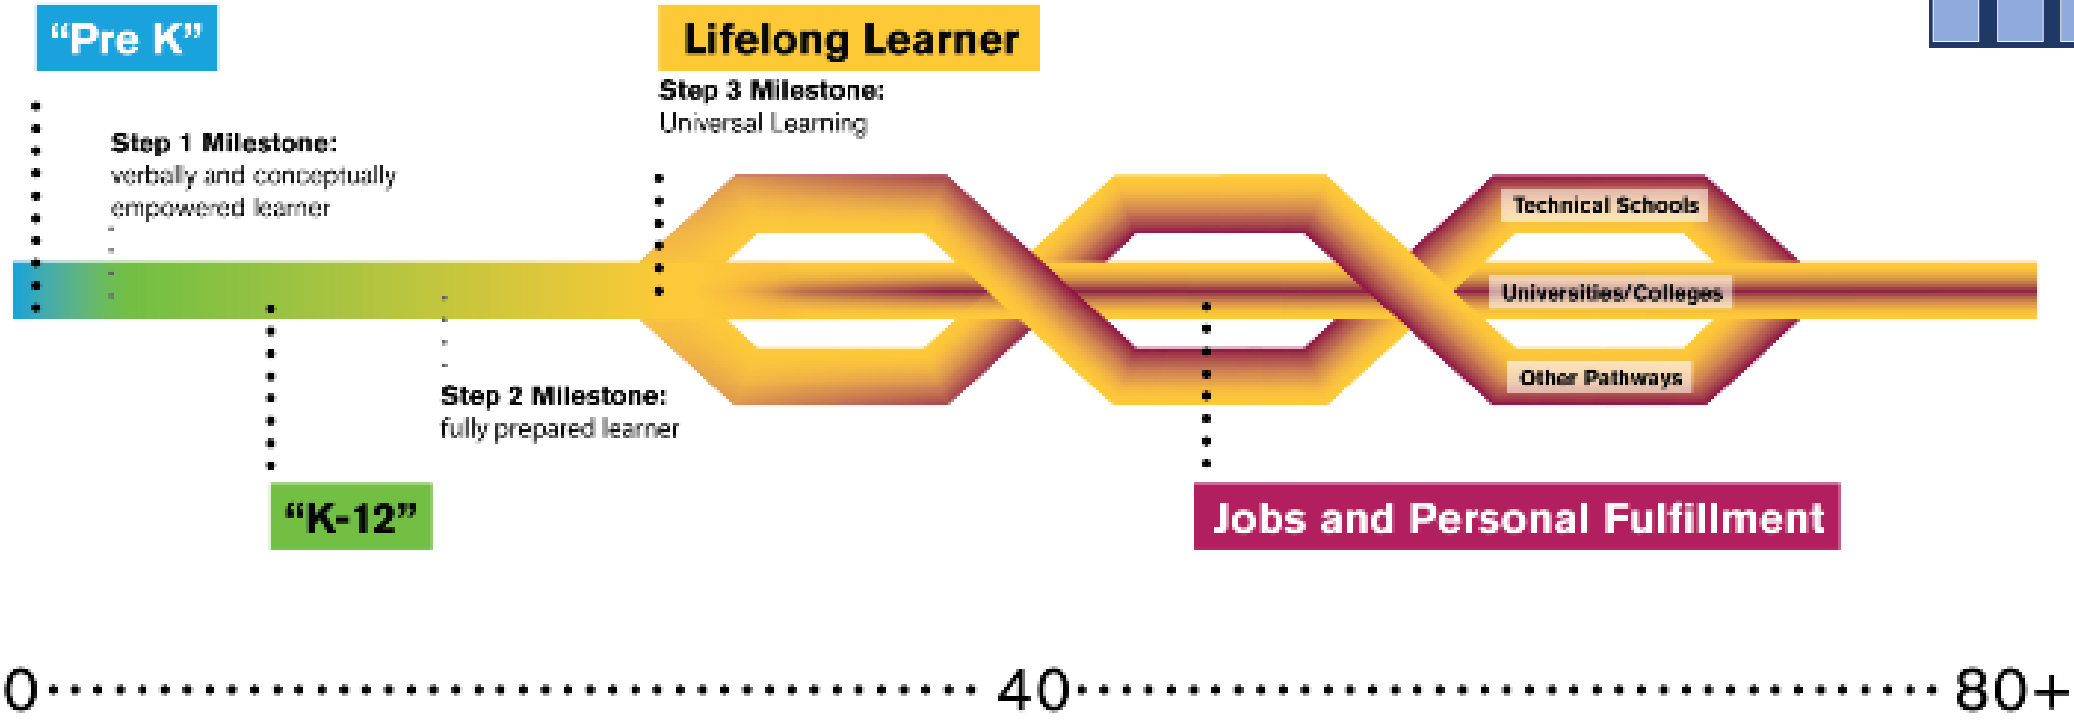 “Pre K”
Lifelong Learner
Step 3 Milestone:
Universal Learning
Step 1 Milestone:
verbally and conceptually
empowered learner
Technical Schools
Universities/Colleges
Other Pathways
Step 2 Milestone:
fully prepared learner
“K-12”
Jobs and Personal Fulfillment
0 40 80+